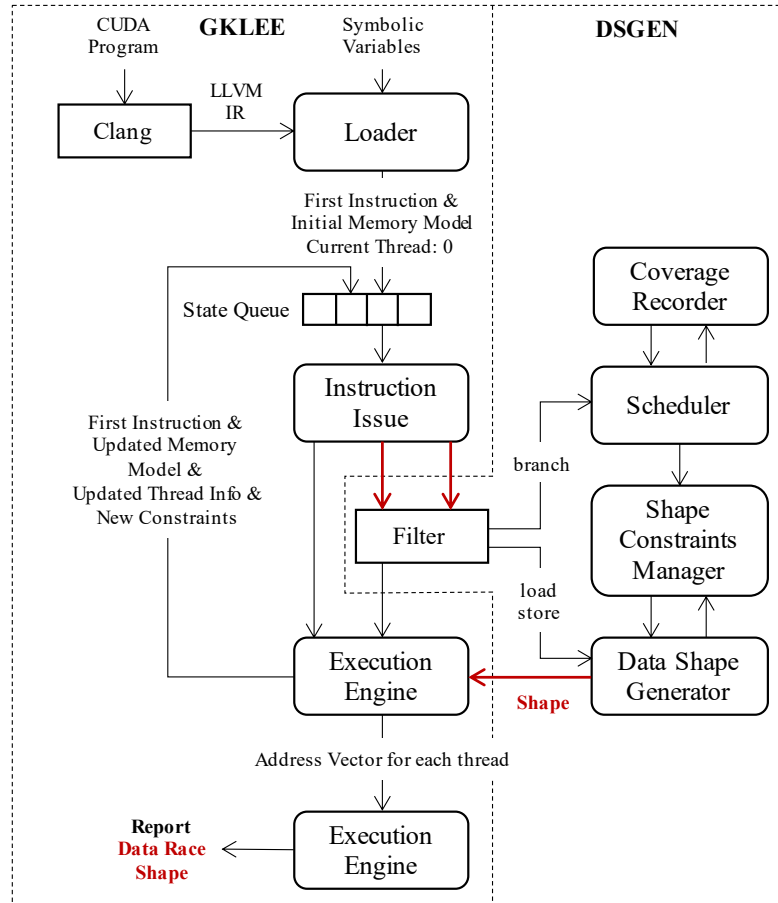 CUDA
Program
GKLEE
Symbolic
Variables
DSGEN
LLVM
IR
Clang
Loader
First Instruction &
Initial Memory Model
Current Thread: 0
State Queue
Coverage
Recorder
Instruction
Issue
Scheduler
First Instruction &
Updated Memory
Model &
Updated Thread Info &
New Constraints
branch
Filter
Shape
Constraints
Manager
load
store
Execution
Engine
Shape
Data Shape
Generator
Address Vector for each thread
Execution
Engine
Report
Data Race
Shape